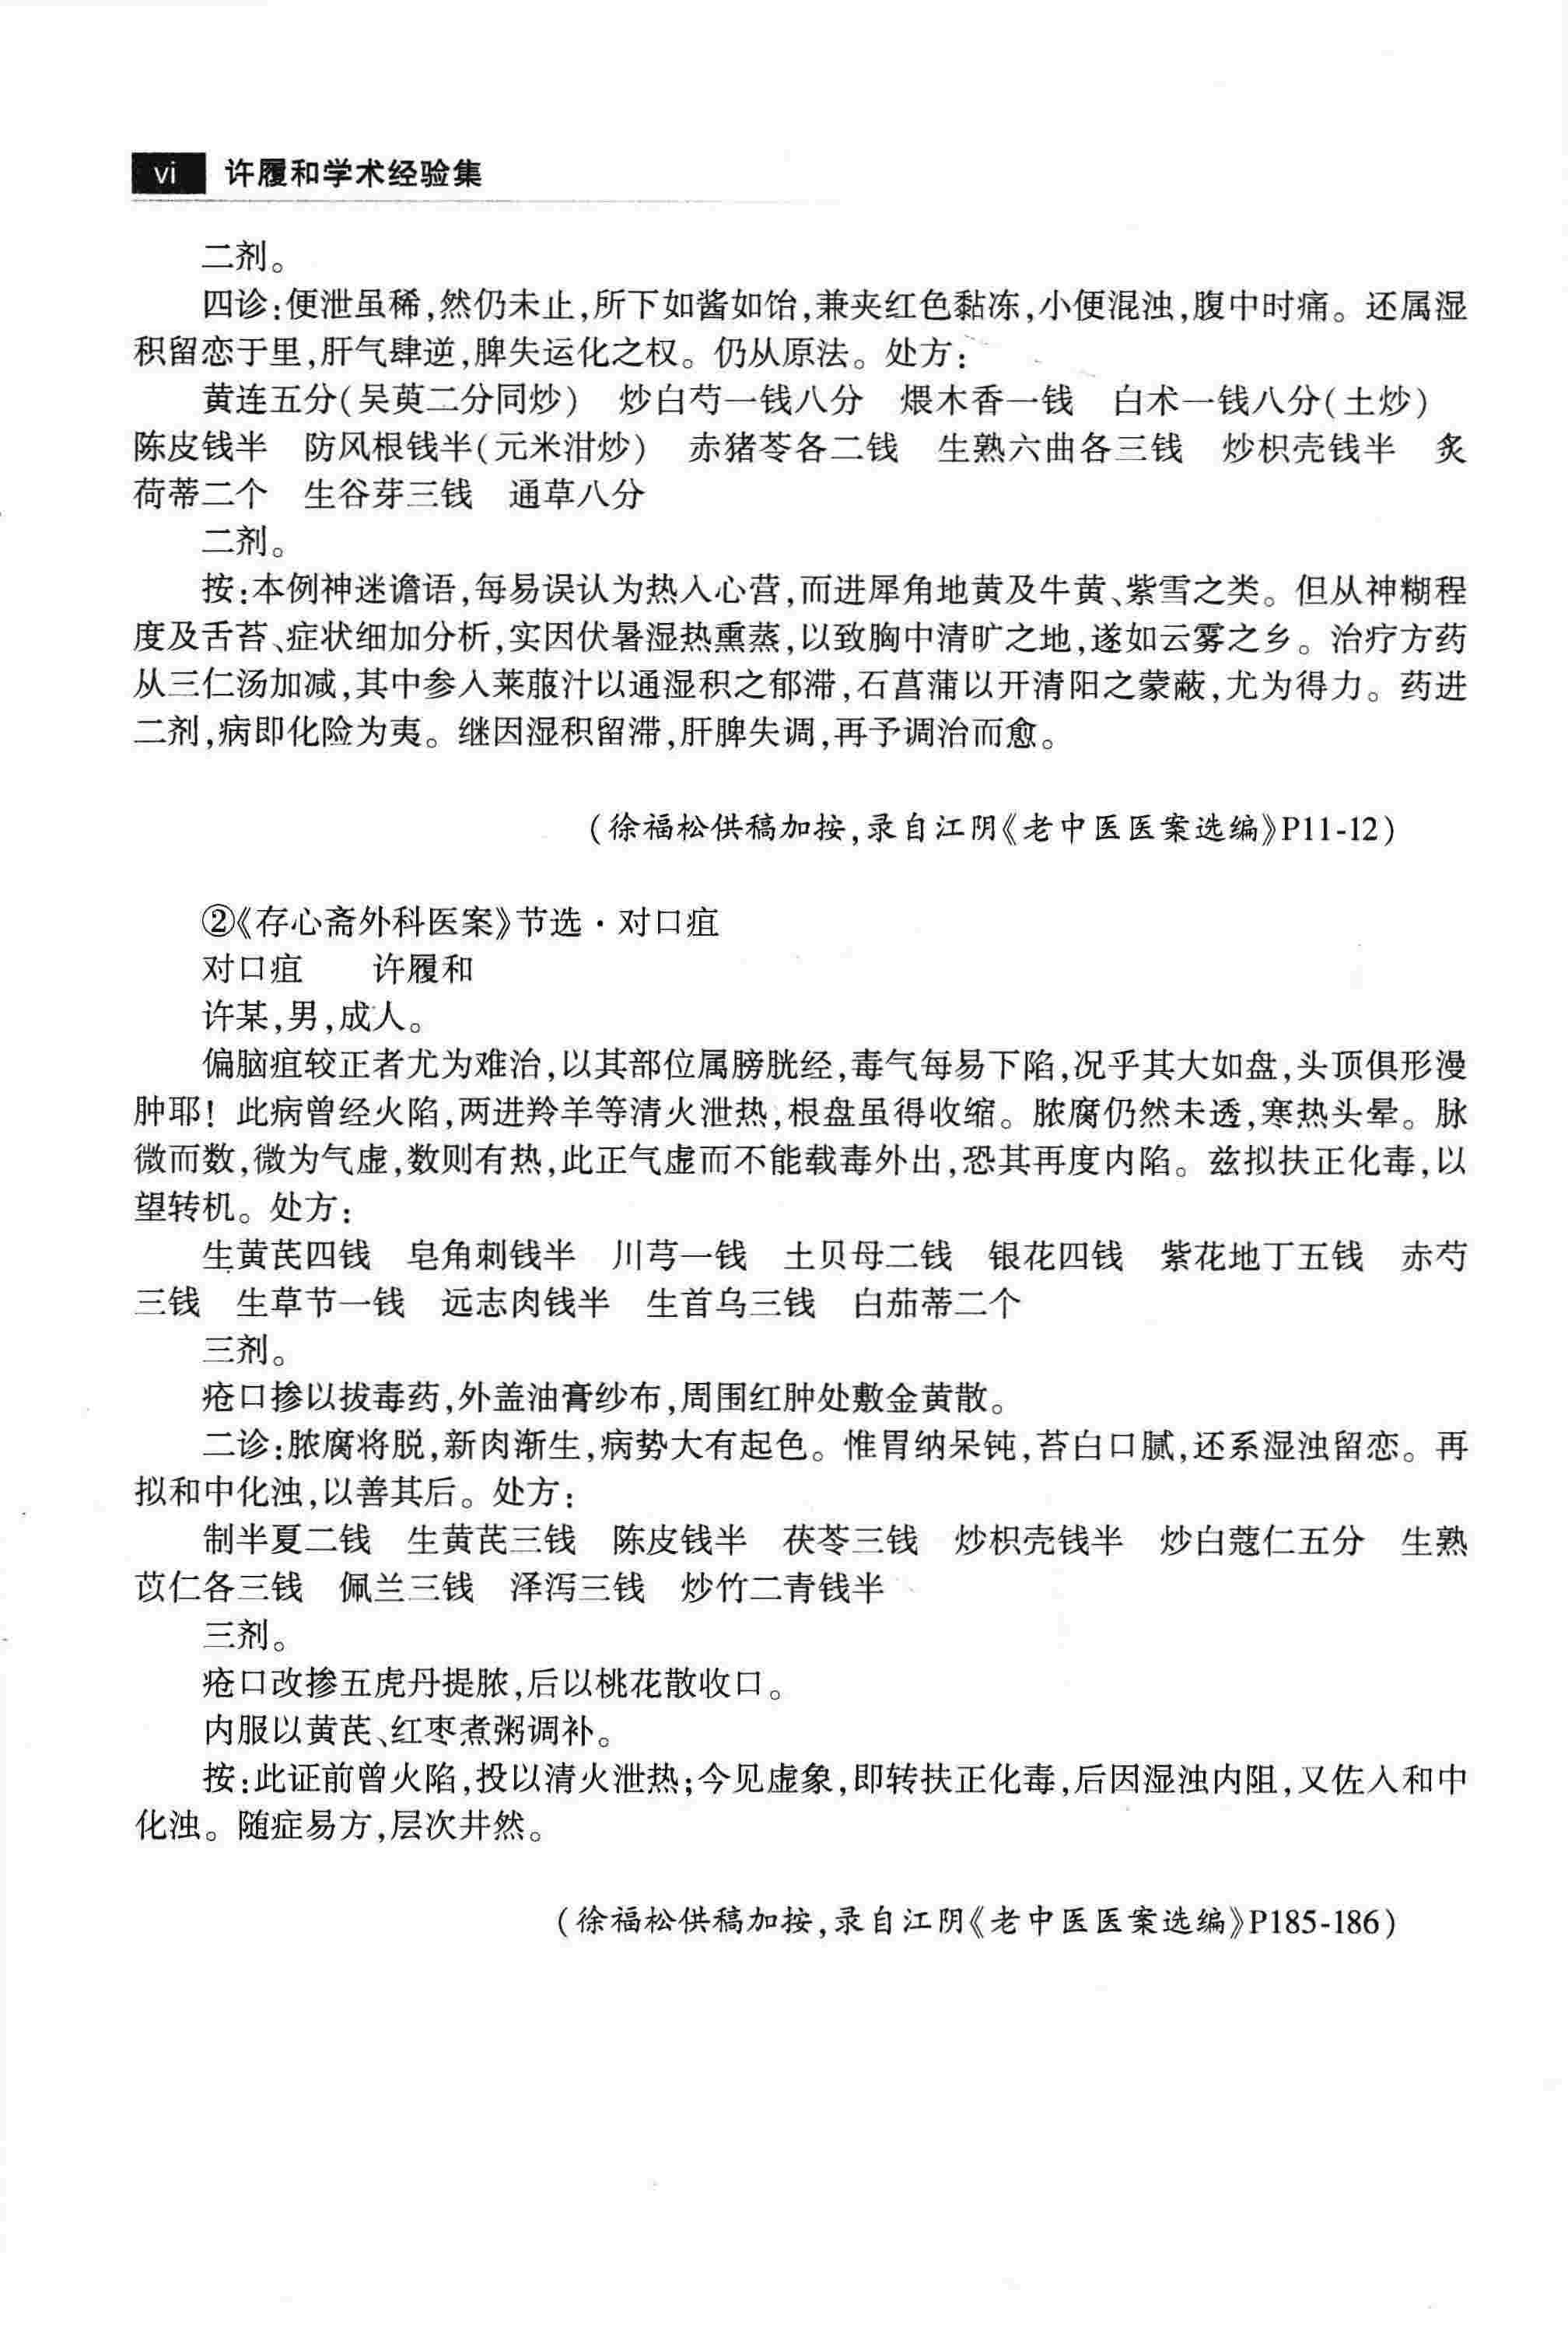 vi 许履和学术经验集
二剂。
四诊:便泄虽稀,然仍未止,所下如酱如饴,兼夹红色黏冻,小便混浊,腹中时痛。还属湿
积留恋于里,肝气肆逆,脾失运化之权。仍从原法。处方:
黄连五分(吴萸二分同炒) 炒白芍一钱八分 煨木香一钱 白术一钱八分(土炒)
陈皮钱半 防风根钱半(元米泔炒) 赤猪苓各二钱 生熟六曲各三钱 炒枳壳钱半 炙
荷蒂二个 生谷芽三钱 通草八分
二剂。
按:本例神迷谵语,每易误认为热入心营,而进犀角地黄及牛黄、紫雪之类。但从神糊程
度及舌苔、症状细加分析,实因伏暑湿热熏蒸,以致胸中清旷之地,遂如云雾之乡。治疗方药
从三仁汤加减,其中参入莱菔汁以通湿积之郁滞,石菖蒲以开清阳之蒙蔽,尤为得力。药进
二剂,病即化险为夷。继因湿积留滞,肝脾失调,再予调治而愈。
(徐福松供稿加按,录自江阴《老中医医案选编》P11-12)
②《存心斋外科医案》节选·对口疽
对口疽 许履和
许某,男,成人。
偏脑疽较正者尤为难治,以其部位属膀胱经,毒气每易下陷,况乎其大如盘,头顶俱形漫
肿耶!此病曾经火陷,两进羚羊等清火泄热,根盘虽得收缩。脓腐仍然未透,寒热头晕。脉
微而数,微为气虚,数则有热,此正气虚而不能载毒外出,恐其再度内陷。兹拟扶正化毒,以
望转机。处方:
生黄芪四钱 皂角刺钱半 川芎一钱 土贝母二钱 银花四钱 紫花地丁五钱 赤芍
三钱 生草节一钱 远志肉钱半 生首乌三钱 白茄蒂二个
三剂。
疮口掺以拔毒药,外盖油膏纱布,周围红肿处敷金黄散。
二诊:脓腐将脱,新肉渐生,病势大有起色。惟胃纳呆钝,苔白口腻,还系湿浊留恋。再
拟和中化浊,以善其后。处方:
制半夏二钱 生黄芪三钱 陈皮钱半 茯苓三钱 炒枳壳钱半 炒白蔻仁五分 生熟
苡仁各三钱 佩兰三钱 泽泻三钱 炒竹二青钱半
三剂。
疮口改掺五虎丹提脓,后以桃花散收口。
内服以黄芪、红枣煮粥调补。
按:此证前曾火陷,投以清火泄热;今见虚象,即转扶正化毒,后因湿浊内阻,又佐入和中
化浊。随症易方,层次井然。
(徐福松供稿加按,录自江阴《老中医医案选编》P185-186)